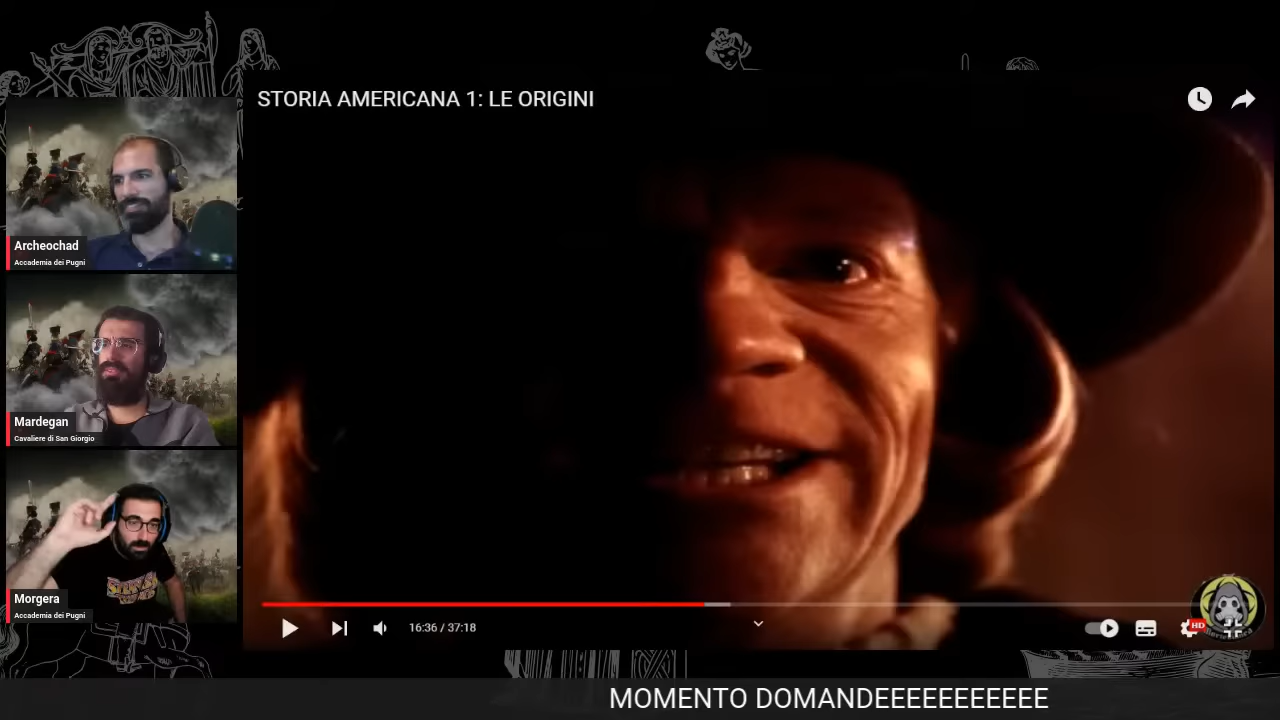 STORIA AMERICANA 1: LE ORIGINI
Archeochad
Accademia dei Pugni
Mardegan
Cavaliere di San Giorgio
Morgera
Accademia dei Pugni
16:36 / 37:18
HD
MOMENTO DOMANDEEEEEEEEEEE